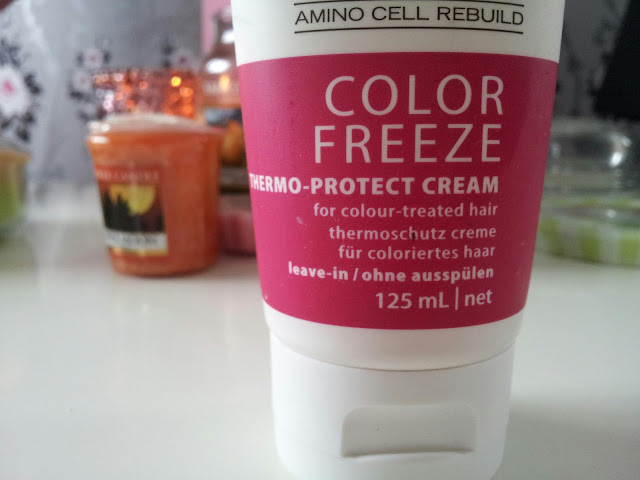 AMINO CELL REBUILD
COLOR
FREEZE
THERMO-PROTECT CREAM
for colour-treated hair
thermoschutz creme
für coloriertes haar
leave-in / ohne ausspülen
125 mL | net